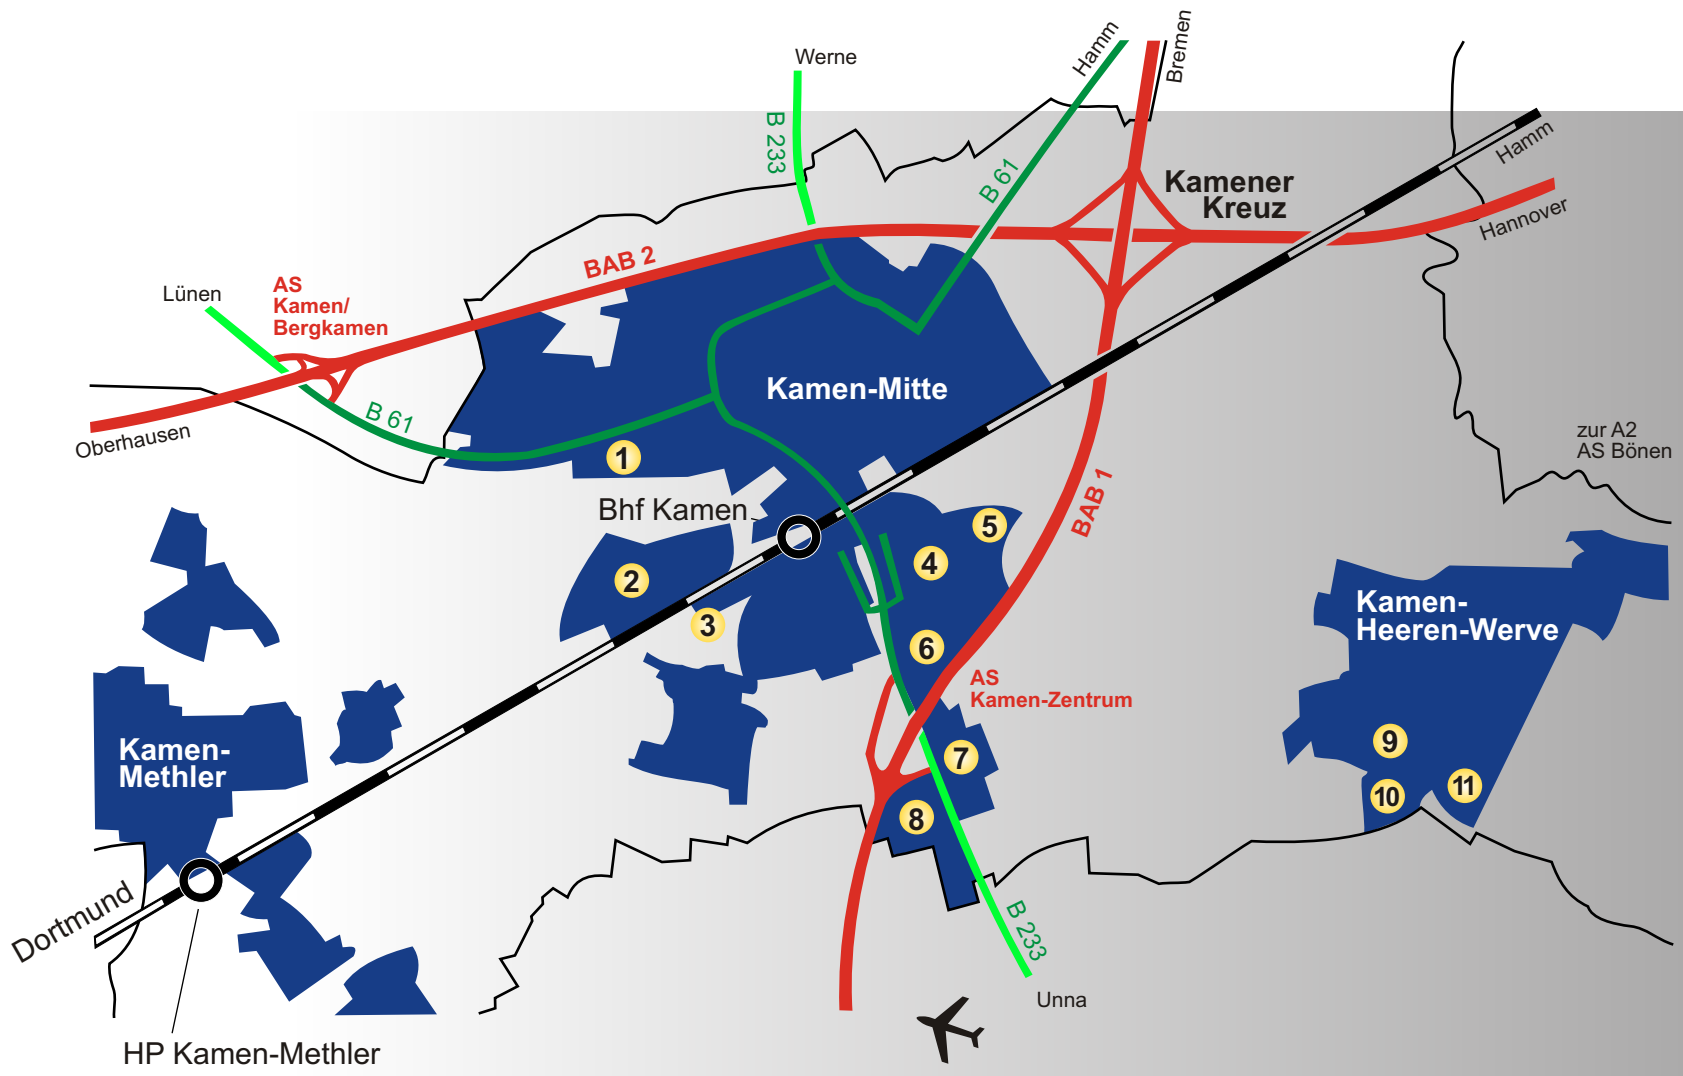 Werne
Hamm
Bremen
B 233
B 61
Hamm
Kamener
Kreuz
Hannover
BAB 2
Lünen
AS
Kamen/
Bergkamen
Oberhausen
B 61
Kamen-Mitte
zur A2
AS Bönen
1
Bhf Kamen
BAB 1
2
3
4
5
6
AS
Kamen-Zentrum
Kamen-
Heeren-Werve
Kamen-
Methler
7
8
9
10
11
Dortmund
B 233
Unna
HP Kamen-Methler